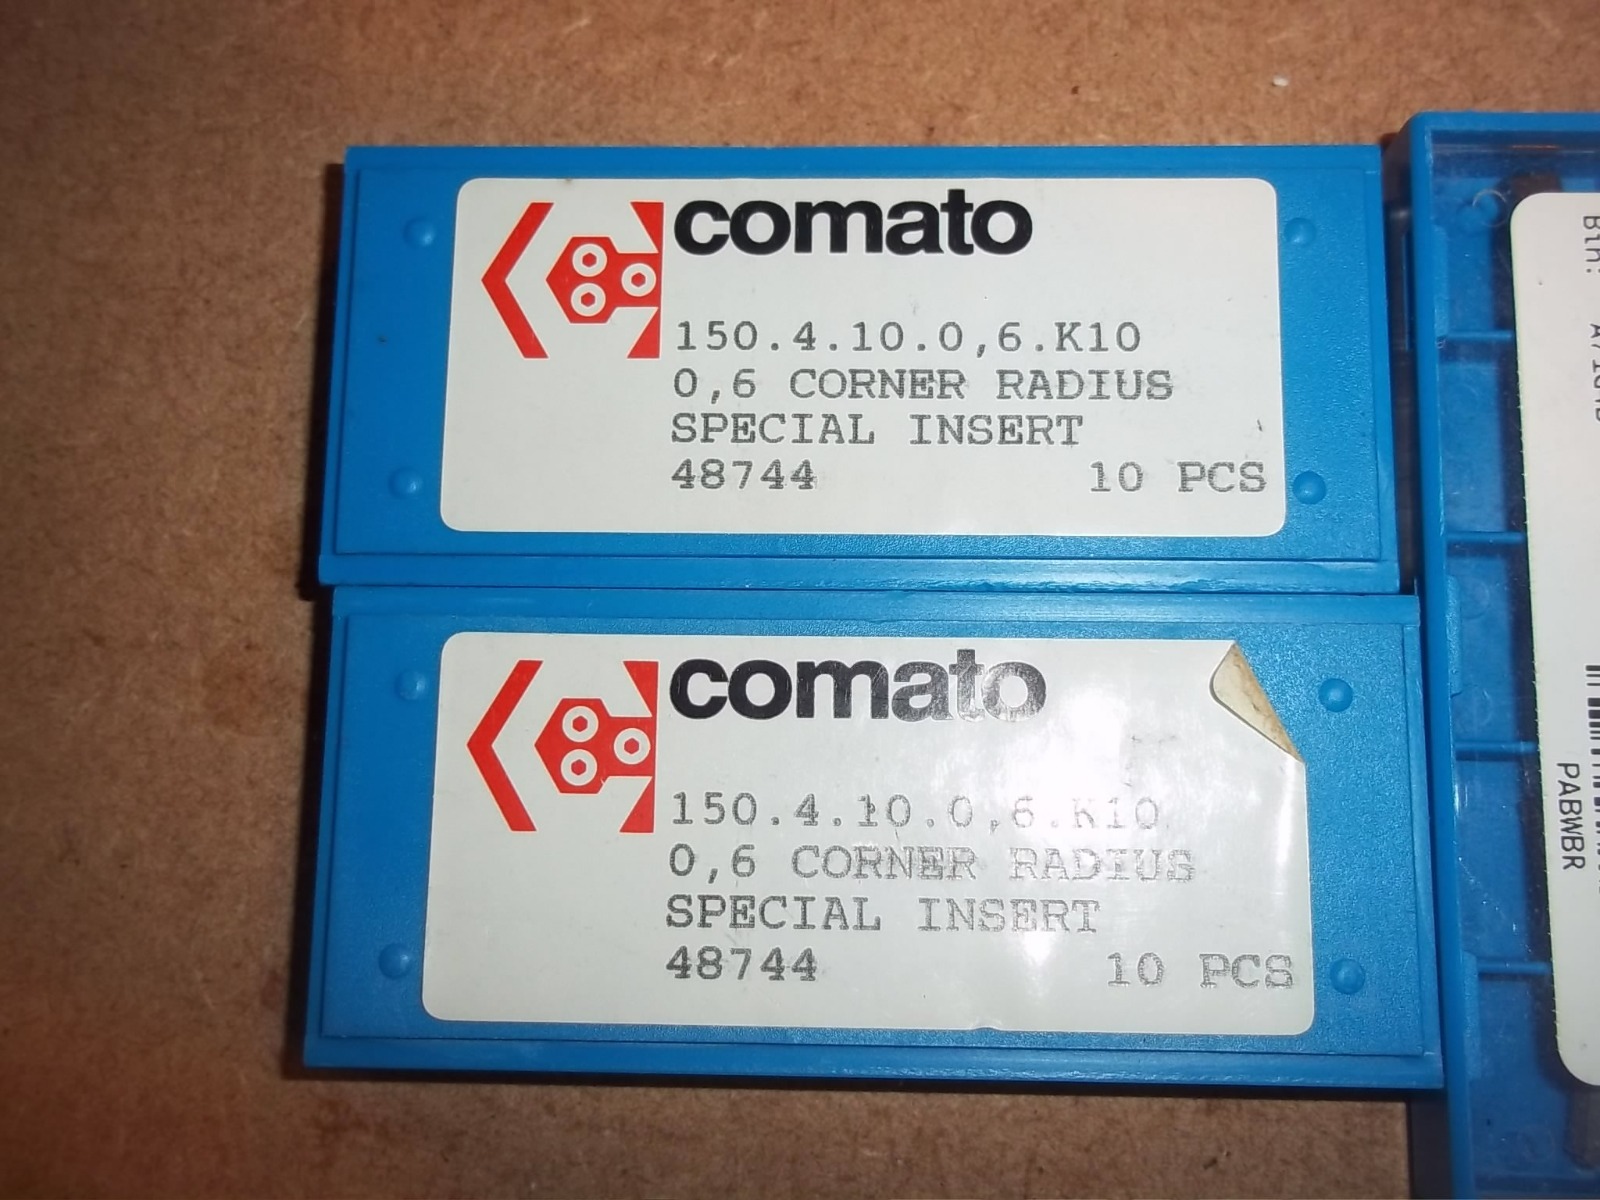 comato
150.4.10.0,6.K10
0,6 CORNER RADIUS
SPECIAL INSERT
48744 10 PCS
comato
150.4.10.0,6.K10
0,6 CORNER RADIUS
SPECIAL INSERT
48744 10 PCS
PABWBR